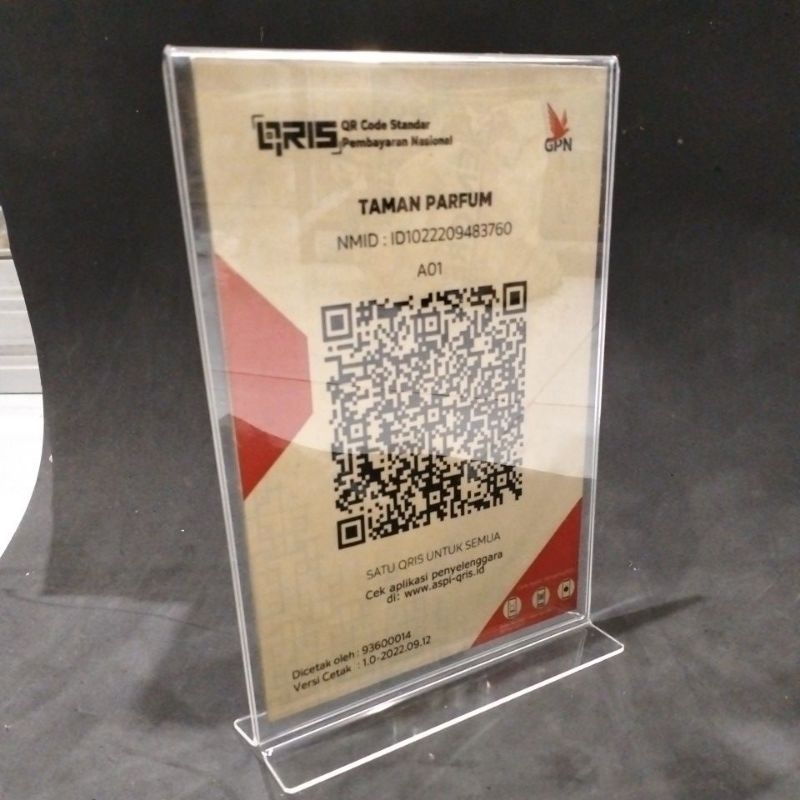 QRIS QR Code Standar
Pembayaran Nasional
GPN
TAMAN PARFUM
NMID : ID1022209483760
A01
SATU QRIS UNTUK SEMUA
Cek aplikasi penyelenggara
di: www.aspi-qris.id
Dicetak oleh : 93600014
Versi Cetak : 1.0-2022.09.12